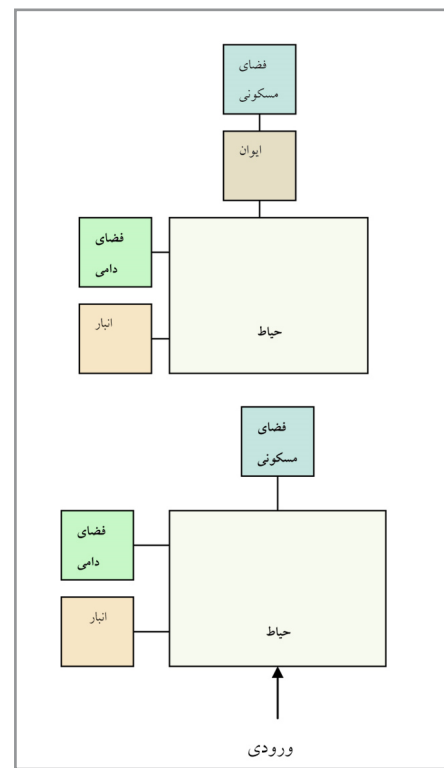 فضای
مسکونی
ایوان
فضای
دامی
انبار
حیاط
فضای
مسکونی
فضای
دامی
انبار
حیاط
ورودی